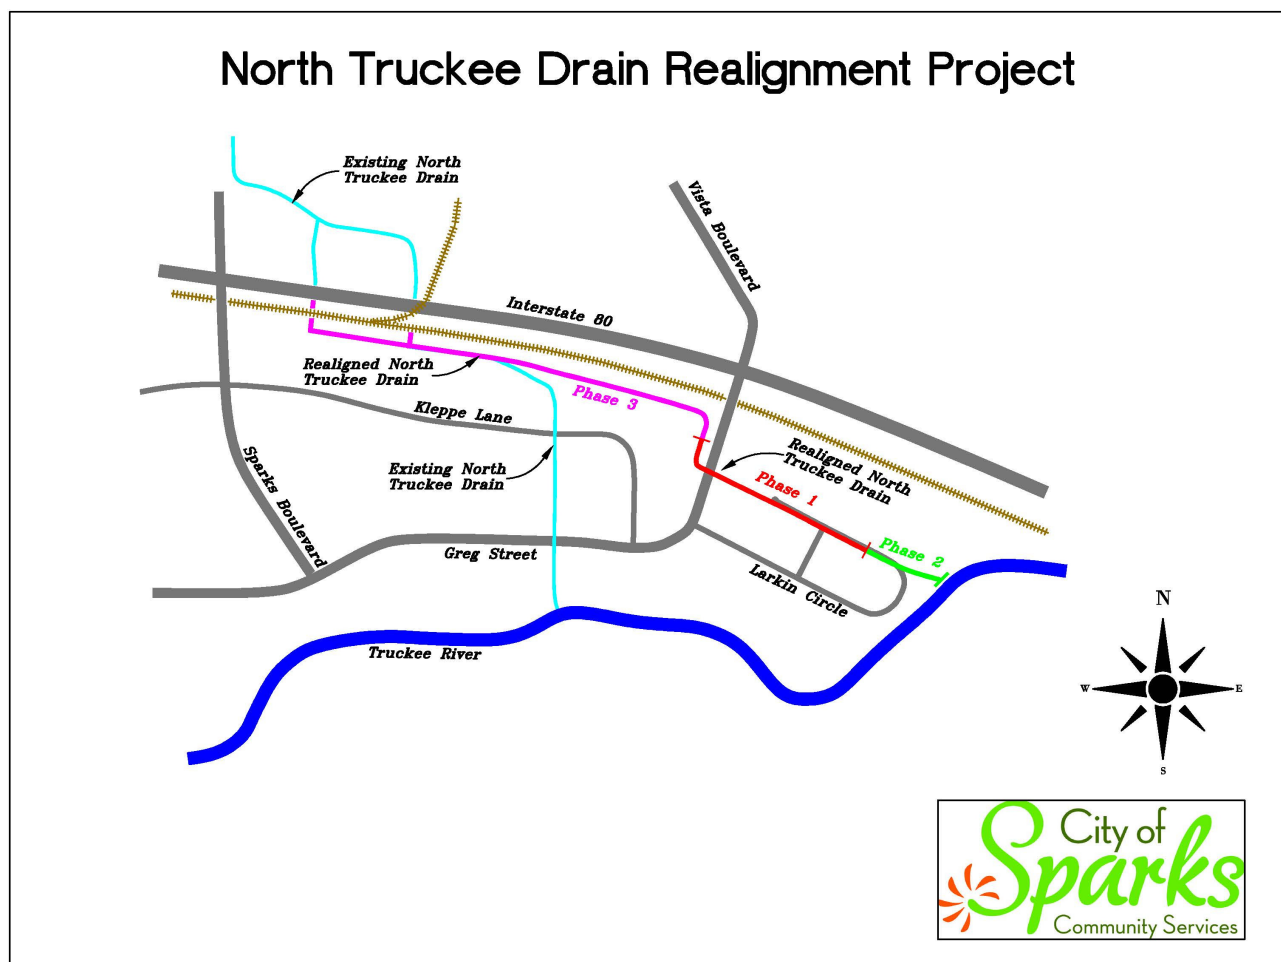 North Truckee Drain Realignment Project
Existing North
Truckee Drain
Vista Boulevard
Interstate 80
Realigned North
Truckee Drain
Phase 3
Kleppe Lane
Sparks Boulevard
Existing North
Truckee Drain
Realigned North
Truckee Drain
Phase 1
Phase 2
Greg Street
Larkin Circle
Truckee River
N
W
E
S
City of
Sparks
Community Services